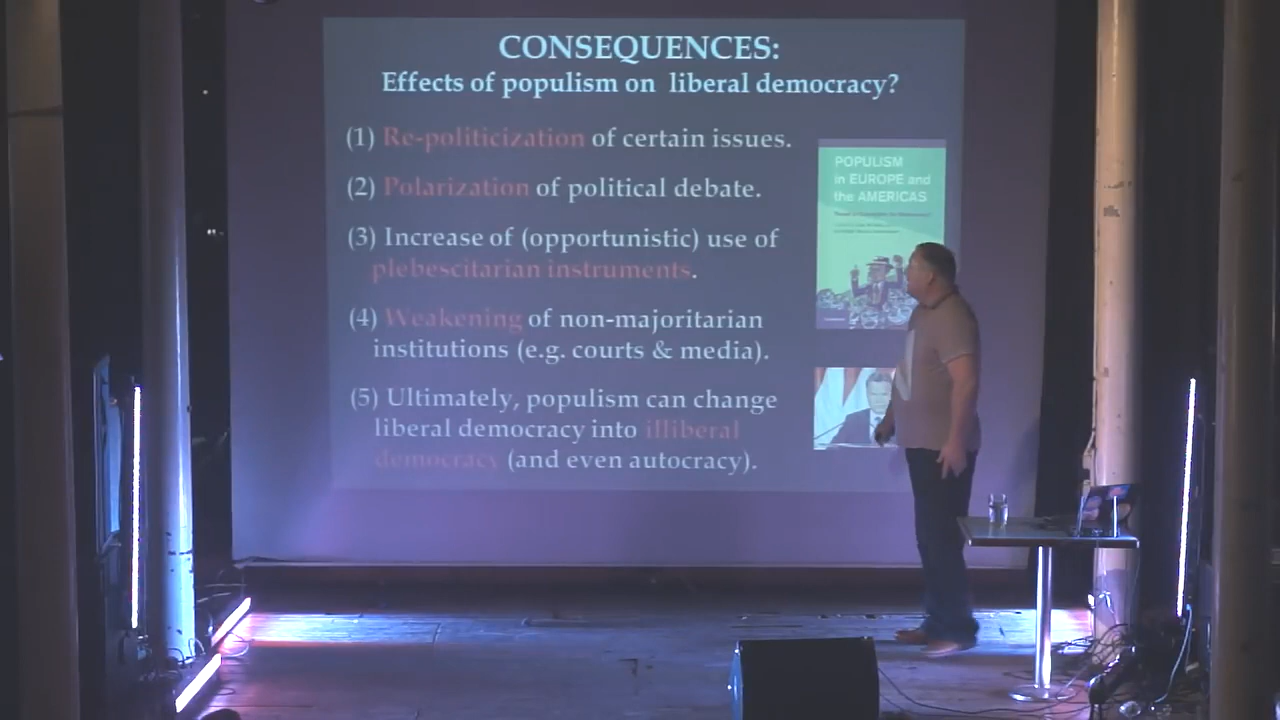 CONSEQUENCES:
Effects of populism on liberal democracy?
(1) Re-politicization of certain issues.
(2) Polarization of political debate.
(3) Increase of (opportunistic) use of
plebescitarian instruments.
(4) Weakening of non-majoritarian
institutions (e.g. courts & media).
(5) Ultimately, populism can change
liberal democracy into illiberal
democracy (and even autocracy).
POPULISM
in EUROPE and
the AMERICAS